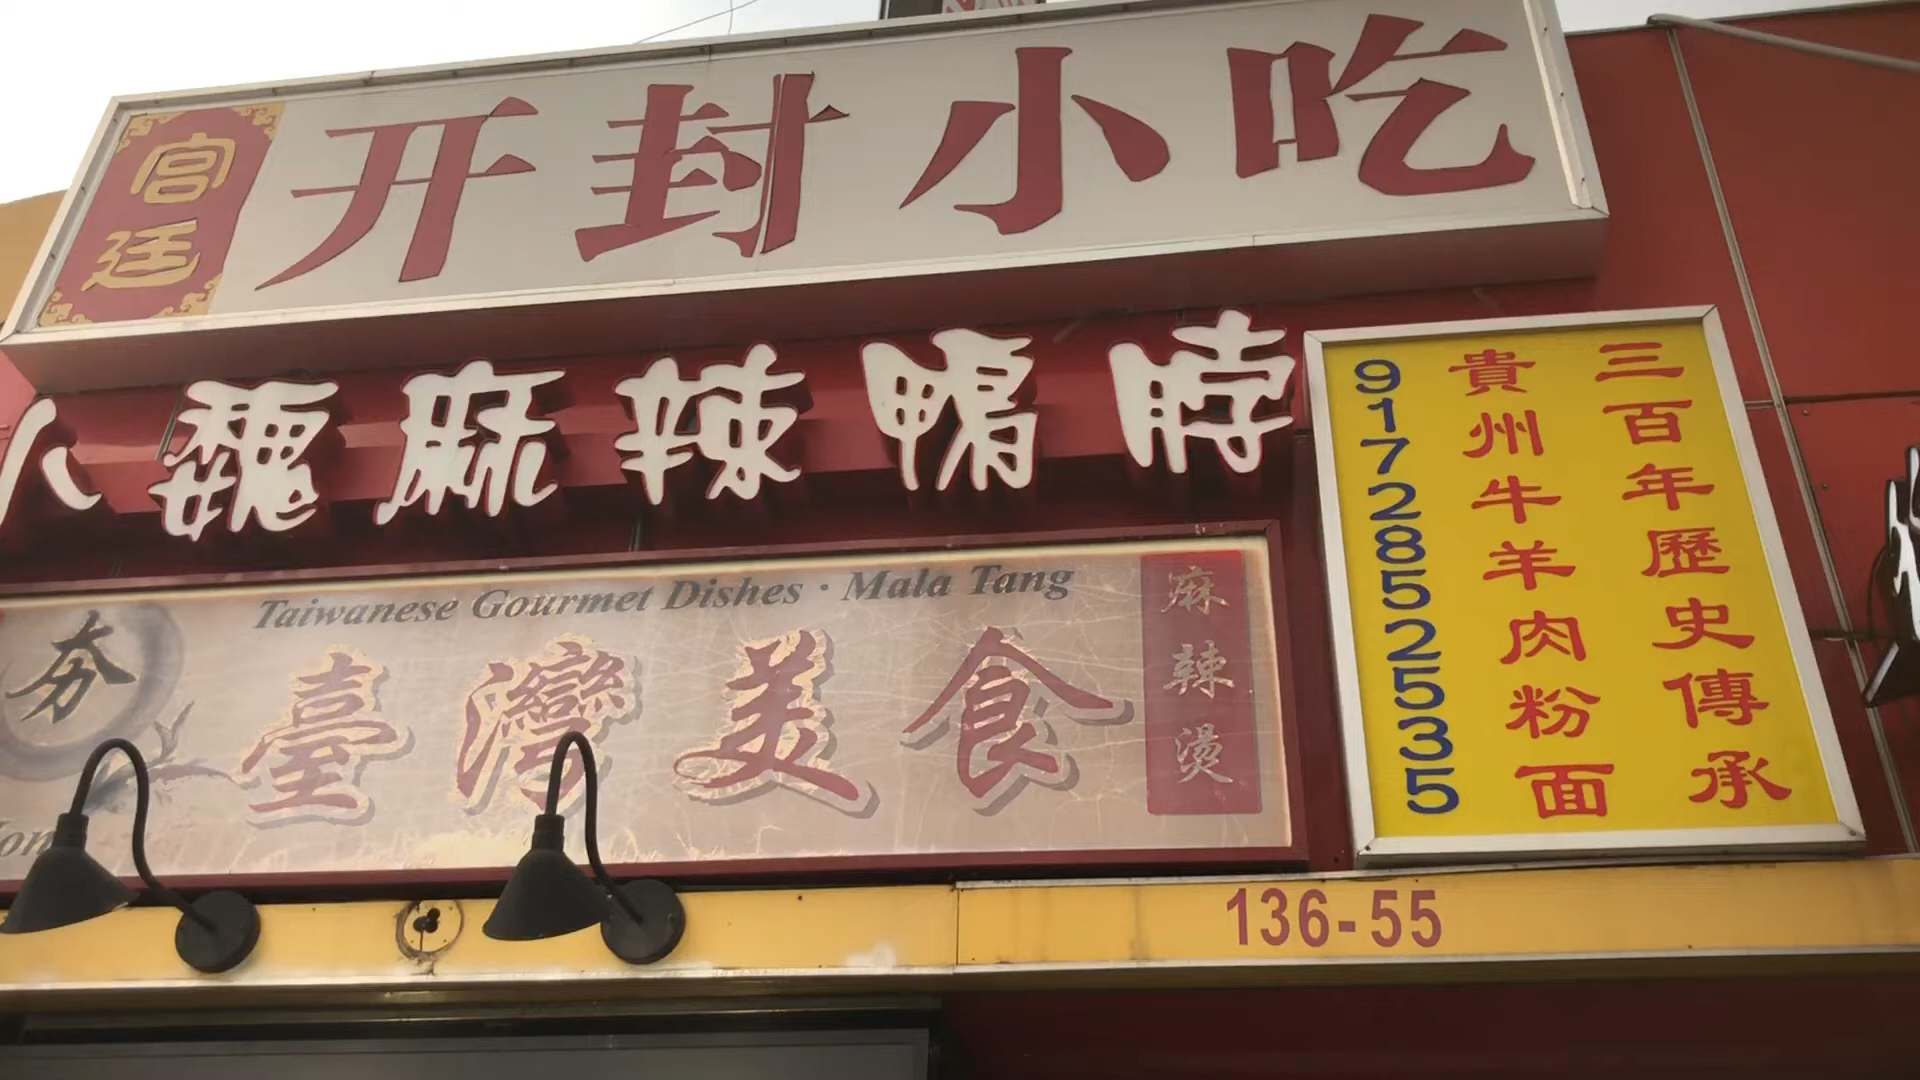 宫廷
开封小吃
小魏麻辣鴨脖
Taiwanese Gourmet Dishes · Mala Tang
夯
臺灣美食
麻辣燙
三百年歷史傳承
貴州牛羊肉粉面
9172852535
136-55